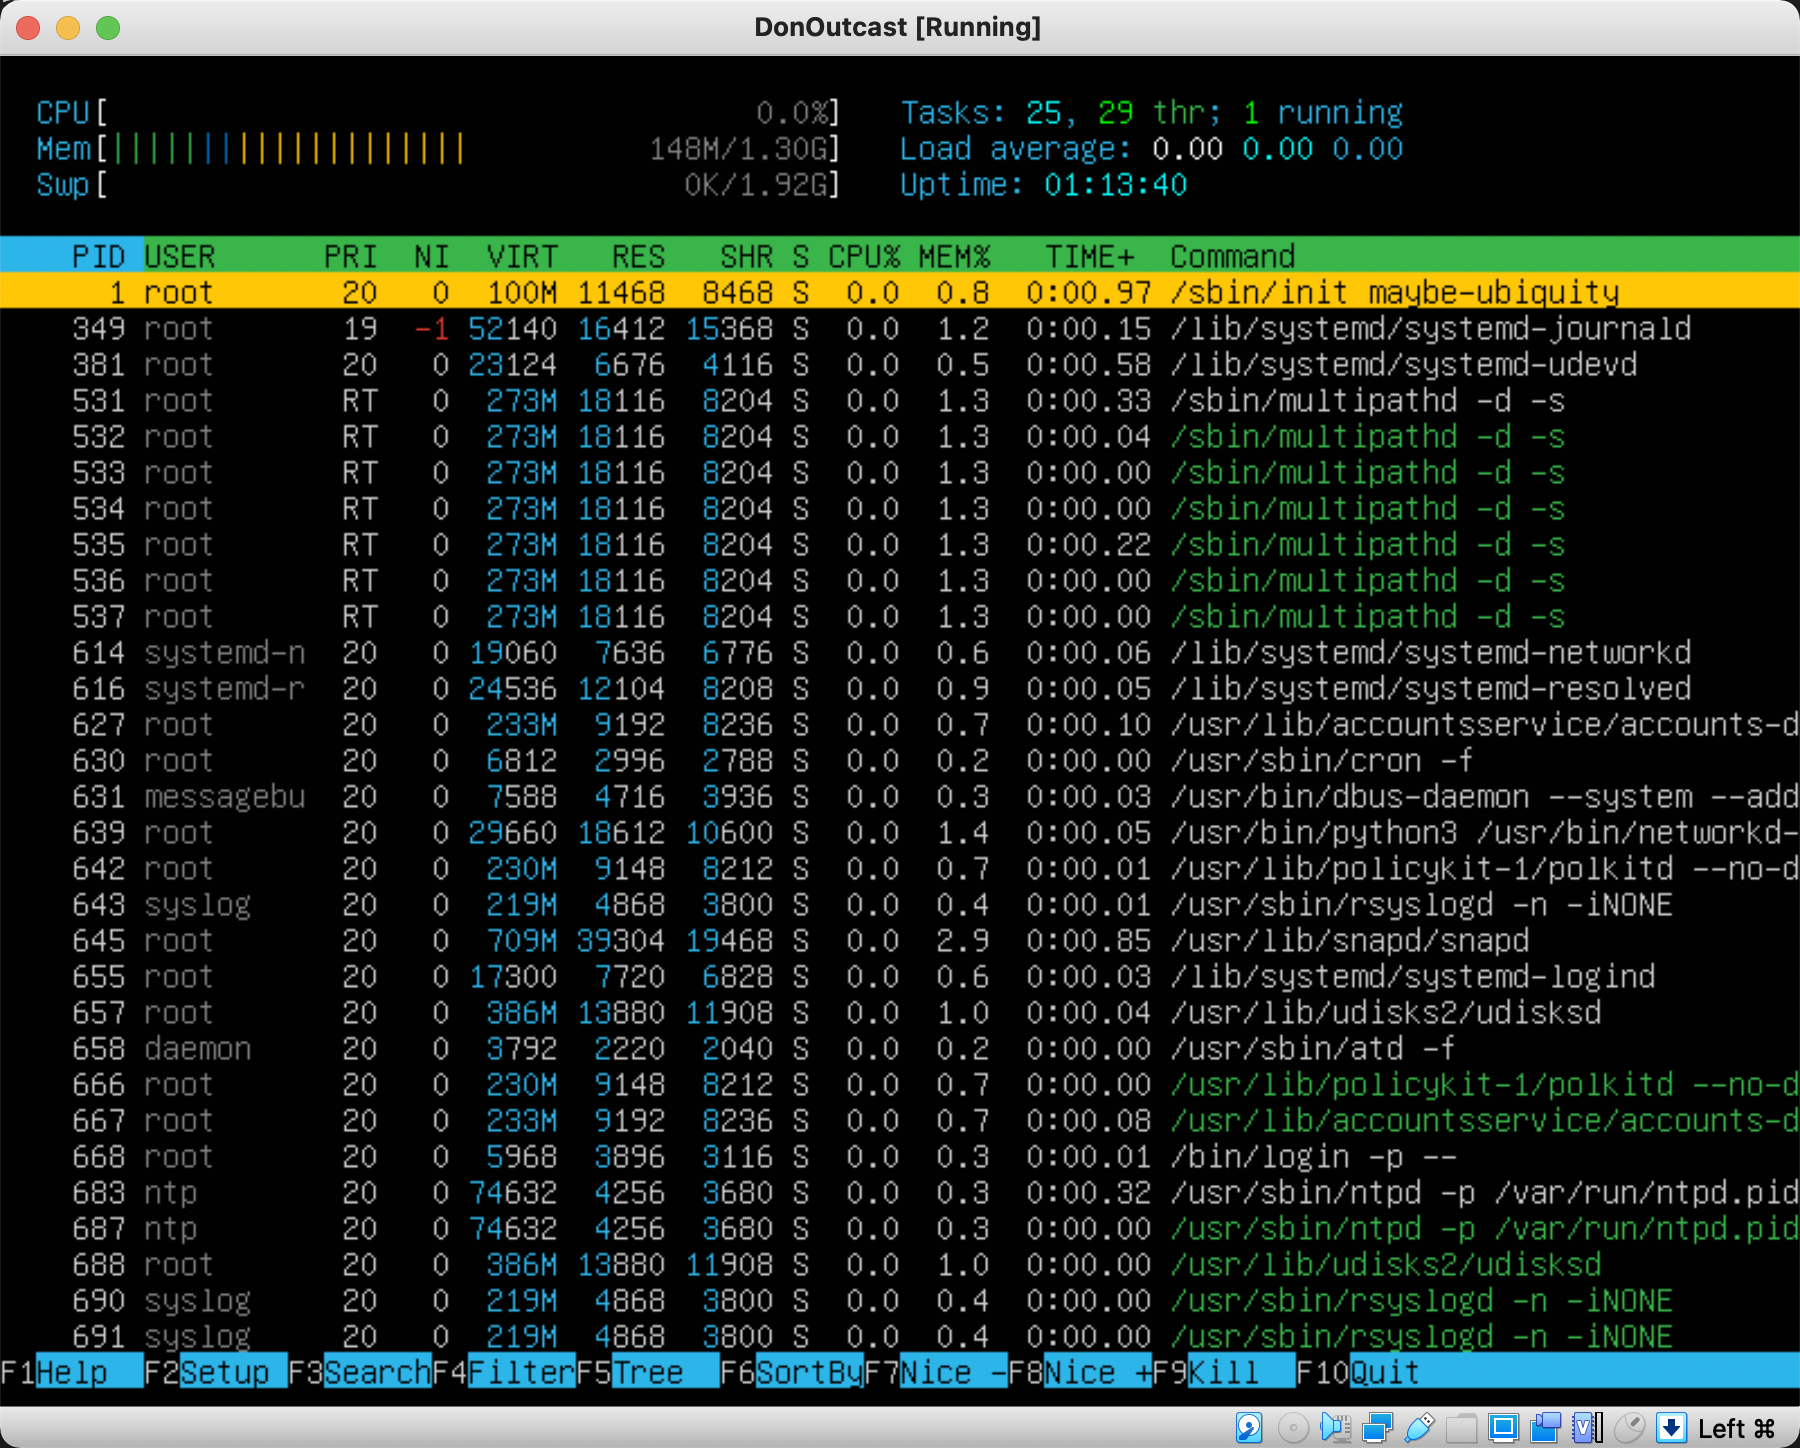 DonOutcast [Running]
CPU[ 0.0%] Tasks: 25, 29 thr; 1 running
Mem[|||||||||||||||||||| 148M/1.30G] Load average: 0.00 0.00 0.00
Swp[ 0K/1.92G] Uptime: 01:13:40
PID USER PRI NI VIRT RES SHR S CPU% MEM% TIME+ Command
1 root 20 0 100M 11468 8468 S 0.0 0.8 0:00.97 /sbin/init maybe-ubiquity
349 root 19 -1 52140 16412 15368 S 0.0 1.2 0:00.15 /lib/systemd/systemd-journald
381 root 20 0 23124 6676 4116 S 0.0 0.5 0:00.58 /lib/systemd/systemd-udevd
531 root RT 0 273M 18116 8204 S 0.0 1.3 0:00.33 /sbin/multipathd -d -s
532 root RT 0 273M 18116 8204 S 0.0 1.3 0:00.04 /sbin/multipathd -d -s
533 root RT 0 273M 18116 8204 S 0.0 1.3 0:00.00 /sbin/multipathd -d -s
534 root RT 0 273M 18116 8204 S 0.0 1.3 0:00.00 /sbin/multipathd -d -s
535 root RT 0 273M 18116 8204 S 0.0 1.3 0:00.22 /sbin/multipathd -d -s
536 root RT 0 273M 18116 8204 S 0.0 1.3 0:00.00 /sbin/multipathd -d -s
537 root RT 0 273M 18116 8204 S 0.0 1.3 0:00.00 /sbin/multipathd -d -s
614 systemd-n 20 0 19060 7636 6776 S 0.0 0.6 0:00.06 /lib/systemd/systemd-networkd
616 systemd-r 20 0 24536 12104 8208 S 0.0 0.9 0:00.05 /lib/systemd/systemd-resolved
627 root 20 0 233M 9192 8236 S 0.0 0.7 0:00.10 /usr/lib/accountsservice/accounts-d
630 root 20 0 6812 2996 2788 S 0.0 0.2 0:00.00 /usr/sbin/cron -f
631 messagebu 20 0 7588 4716 3936 S 0.0 0.3 0:00.03 /usr/bin/dbus-daemon --system --add
639 root 20 0 29660 18612 10600 S 0.0 1.4 0:00.05 /usr/bin/python3 /usr/bin/networkd-
642 root 20 0 230M 9148 8212 S 0.0 0.7 0:00.01 /usr/lib/policykit-1/polkitd --no-d
643 syslog 20 0 219M 4868 3800 S 0.0 0.4 0:00.01 /usr/sbin/rsyslogd -n -iNONE
645 root 20 0 709M 39304 19468 S 0.0 2.9 0:00.85 /usr/lib/snapd/snapd
655 root 20 0 17300 7720 6828 S 0.0 0.6 0:00.03 /lib/systemd/systemd-logind
657 root 20 0 386M 13880 11908 S 0.0 1.0 0:00.04 /usr/lib/udisks2/udisksd
658 daemon 20 0 3792 2220 2040 S 0.0 0.2 0:00.00 /usr/sbin/atd -f
666 root 20 0 230M 9148 8212 S 0.0 0.7 0:00.00 /usr/lib/policykit-1/polkitd --no-d
667 root 20 0 233M 9192 8236 S 0.0 0.7 0:00.08 /usr/lib/accountsservice/accounts-d
668 root 20 0 5968 3896 3116 S 0.0 0.3 0:00.01 /bin/login -p --
683 ntp 20 0 74632 4256 3680 S 0.0 0.3 0:00.32 /usr/sbin/ntpd -p /var/run/ntpd.pid
687 ntp 20 0 74632 4256 3680 S 0.0 0.3 0:00.00 /usr/sbin/ntpd -p /var/run/ntpd.pid
688 root 20 0 386M 13880 11908 S 0.0 1.0 0:00.00 /usr/lib/udisks2/udisksd
690 syslog 20 0 219M 4868 3800 S 0.0 0.4 0:00.00 /usr/sbin/rsyslogd -n -iNONE
691 syslog 20 0 219M 4868 3800 S 0.0 0.4 0:00.00 /usr/sbin/rsyslogd -n -iNONE
F1Help F2Setup F3SearchF4FilterF5Tree F6SortByF7Nice -F8Nice +F9Kill F10Quit
Left ⌘